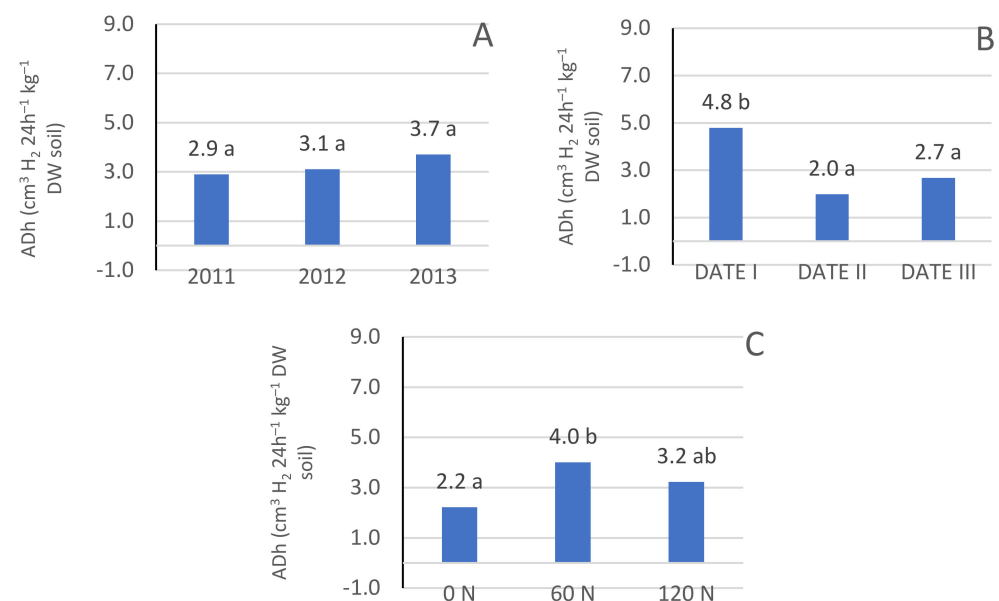 A
ADh (cm³ H₂ 24h⁻¹ kg⁻¹
DW soil)
9.0
7.0
5.0
3.0
1.0
-1.0
2.9 a
3.1 a
3.7 a
2011
2012
2013
B
ADh (cm³ H₂ 24h⁻¹ kg⁻¹
DW soil)
9.0
7.0
5.0
3.0
1.0
-1.0
4.8 b
2.0 a
2.7 a
DATE I
DATE II
DATE III
C
ADh (cm³ H₂ 24h⁻¹ kg⁻¹ DW
soil)
9.0
7.0
5.0
3.0
1.0
-1.0
2.2 a
4.0 b
3.2 ab
0 N
60 N
120 N